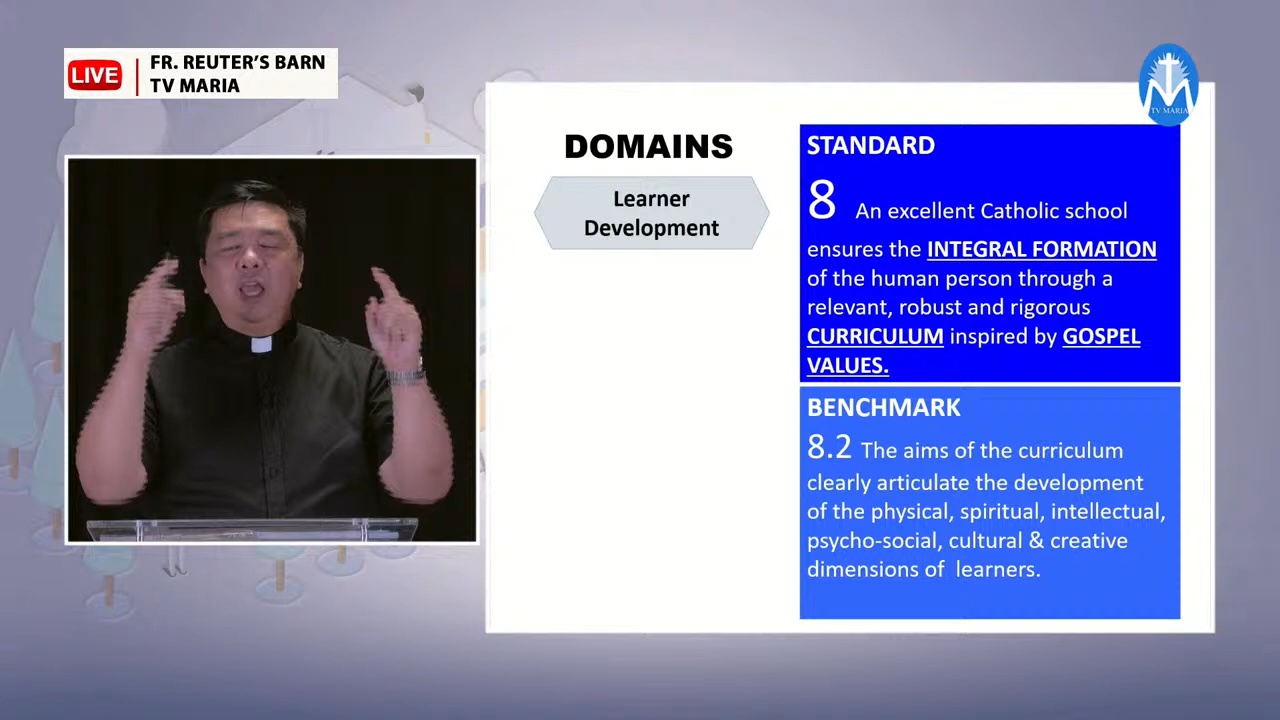 LIVE
FR. REUTER'S BARN
TV MARIA
TV MARIA
DOMAINS
Learner
Development
STANDARD
8 An excellent Catholic school
ensures the INTEGRAL FORMATION
of the human person through a
relevant, robust and rigorous
CURRICULUM inspired by GOSPEL
VALUES.
BENCHMARK
8.2 The aims of the curriculum
clearly articulate the development
of the physical, spiritual, intellectual,
psycho-social, cultural & creative
dimensions of learners.